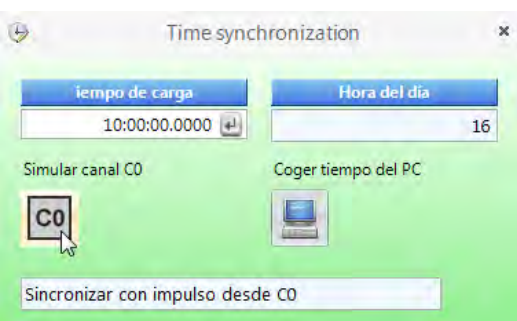 Time synchronization
iempo de carga
Hora del día
10:00:00.0000
16
Simular canal C0
Coger tiempo del PC
C0
Sincronizar con impulso desde C0